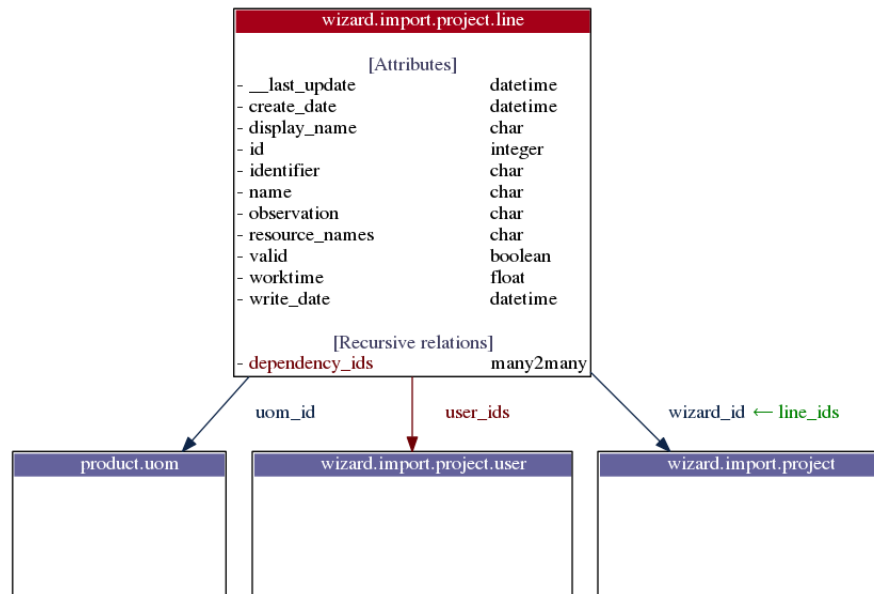 wizard.import.project.line
[Attributes]
- __last_update datetime
- create_date datetime
- display_name char
- id integer
- identifier char
- name char
- observation char
- resource_names char
- valid boolean
- worktime float
- write_date datetime
[Recursive relations]
- dependency_ids many2many
uom_id user_ids wizard_id ← line_ids
product.uom wizard.import.project.user wizard.import.project